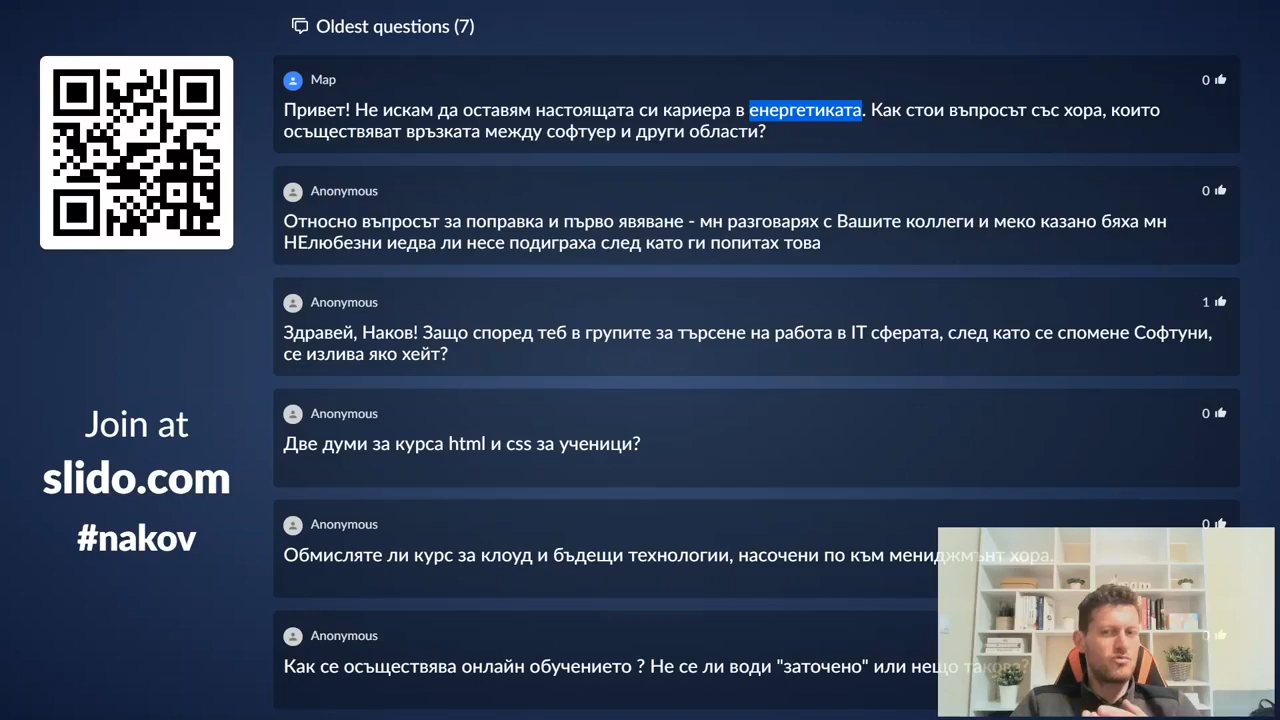 Oldest questions (7)
Мар
0
Привет! Не искам да оставям настоящата си кариера в енергетиката. Как стои въпросът със хора, които
осъществяват връзката между софтуер и други области?
Anonymous
0
Относно въпросът за поправка и първо явяване - мн разговарях с Вашите коллеги и меко казано бяха мн
НЕлюбезни иедва ли несе подиграха след като ги попитах това
Anonymous
1
Здравей, Наков! Защо според теб в групите за търсене на работа в IT сферата, след като се спомене Софтуни,
се излива яко хейт?
Anonymous
0
Две думи за курса html и css за ученици?
Anonymous
0
Обмисляте ли курс за клоуд и бъдещи технологии, насочени по към мениджмънт хора.
Anonymous
0
Как се осъществява онлайн обучението ? Не се ли води "заточено" или нещо такова?
Join at
slido.com
#nakov